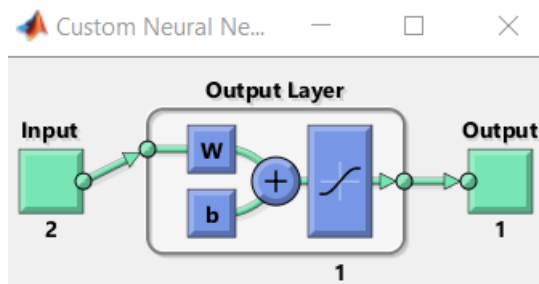 Custom Neural Ne...
Output Layer
Input
Output
W
b
+
2
1
1